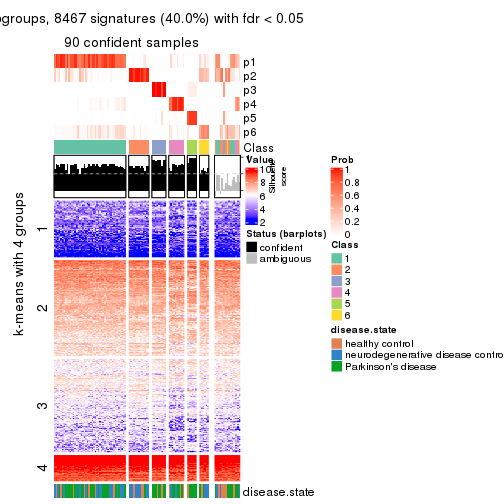 ogroups, 8467 signatures (40.0%) with fdr < 0.05
90 confident samples
p1
p2
p3
p4
p5
p6
Class
k-means with 4 groups
1
2
3
4
disease.state
Value
10
8
6
4
2
Silhouette
score
Status (barplots)
confident
ambiguous
Prob
1
0.8
0.6
0.4
0.2
0
Class
1
2
3
4
5
6
disease.state
healthy control
neurodegenerative disease contro
Parkinson's disease